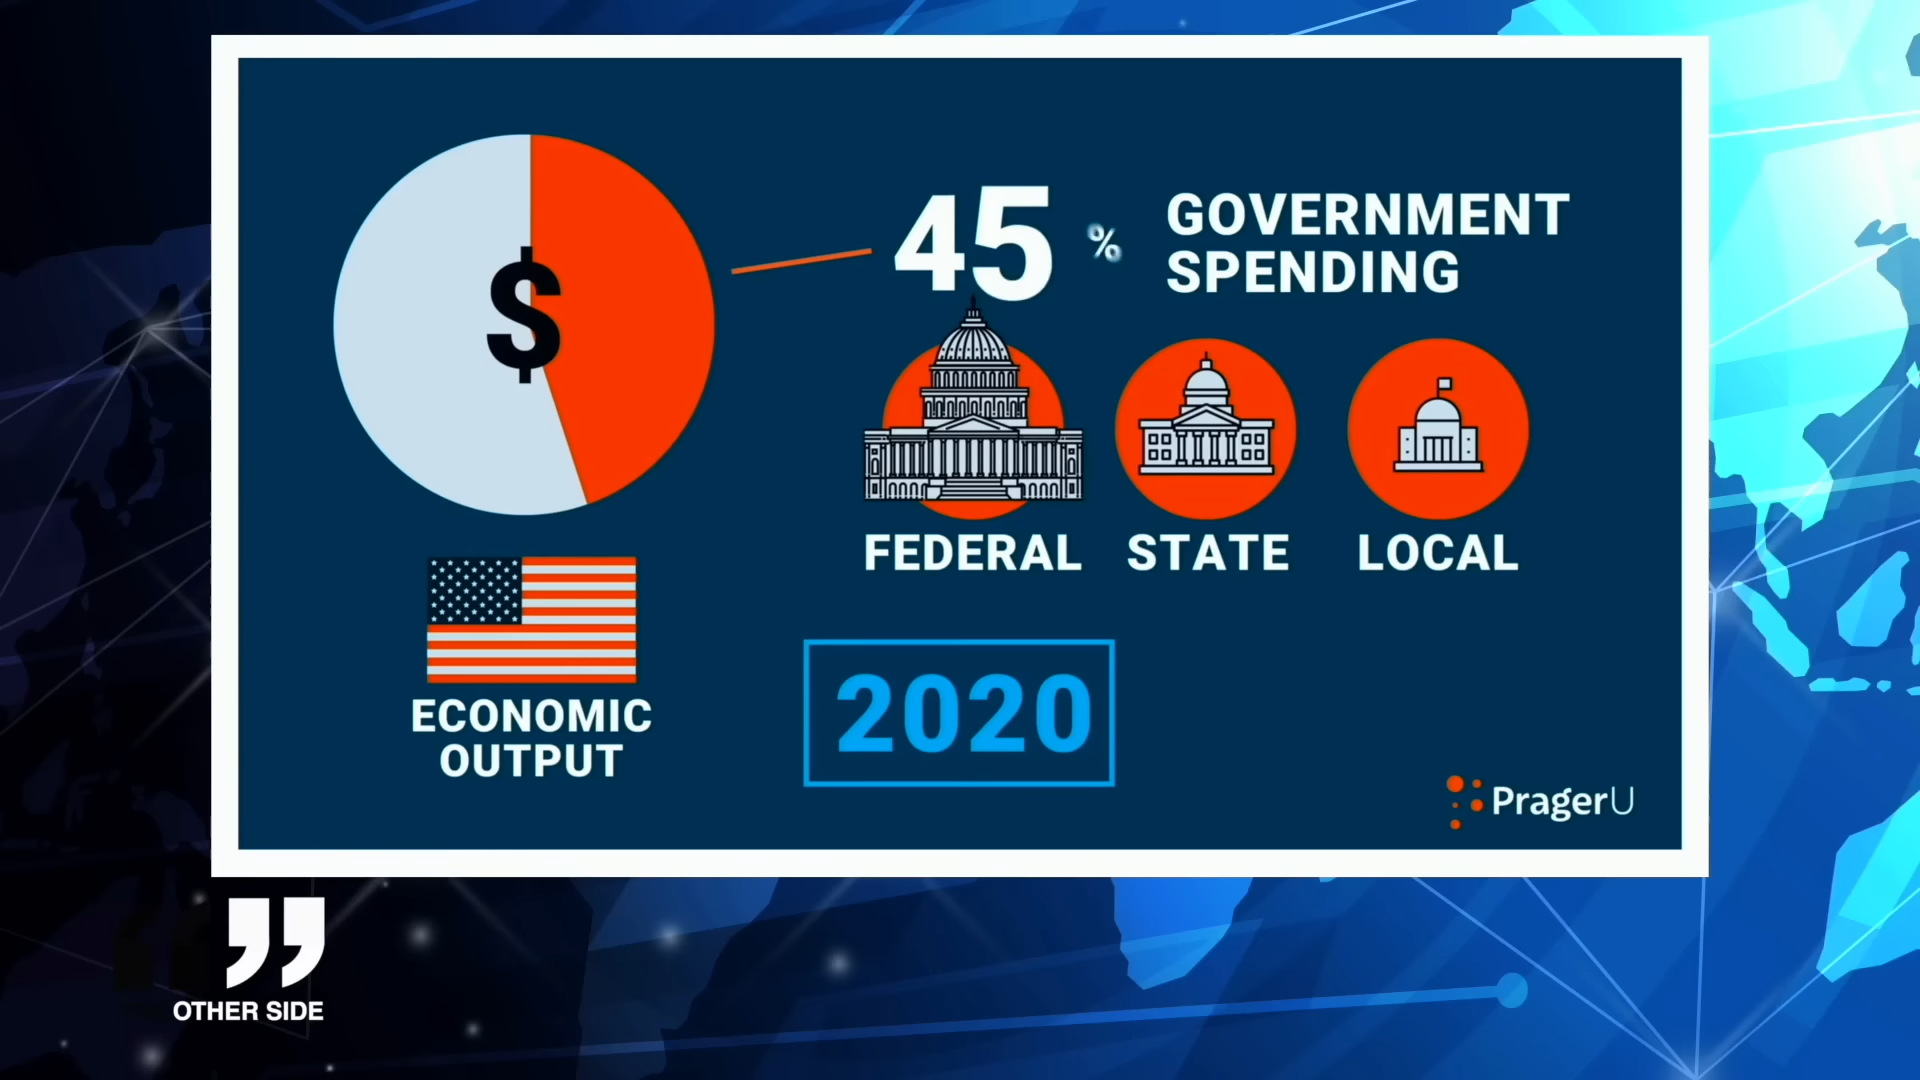 $
45 % GOVERNMENT
SPENDING
FEDERAL STATE LOCAL
ECONOMIC
OUTPUT
2020
PragerU
”
OTHER SIDE